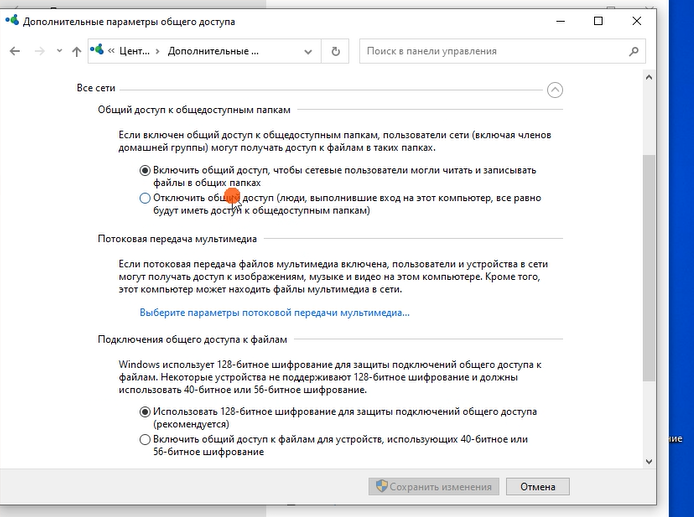 Дополнительные параметры общего доступа
« Цент... > Дополнительные ...
Поиск в панели управления
Все сети
Общий доступ к общедоступным папкам
Если включен общий доступ к общедоступным папкам, пользователи сети (включая членов
домашней группы) могут получать доступ к файлам в таких папках.
Включить общий доступ, чтобы сетевые пользователи могли читать и записывать
файлы в общих папках
Отключить общий доступ (люди, выполнившие вход на этот компьютер, все равно
будут иметь доступ к общедоступным папкам)
Потоковая передача мультимедиа
Если потоковая передача файлов мультимедиа включена, пользователи и устройства в сети
могут получать доступ к изображениям, музыке и видео на этом компьютере. Кроме того,
этот компьютер может находить файлы мультимедиа в сети.
Выберите параметры потоковой передачи мультимедиа...
Подключения общего доступа к файлам
Windows использует 128-битное шифрование для защиты подключений общего доступа к
файлам. Некоторые устройства не поддерживают 128-битное шифрование и должны
использовать 40-битное или 56-битное шифрование.
Использовать 128-битное шифрование для защиты подключений общего доступа
(рекомендуется)
Включить общий доступ к файлам для устройств, использующих 40-битное или
56-битное шифрование
ние
Сохранить изменения
Отмена